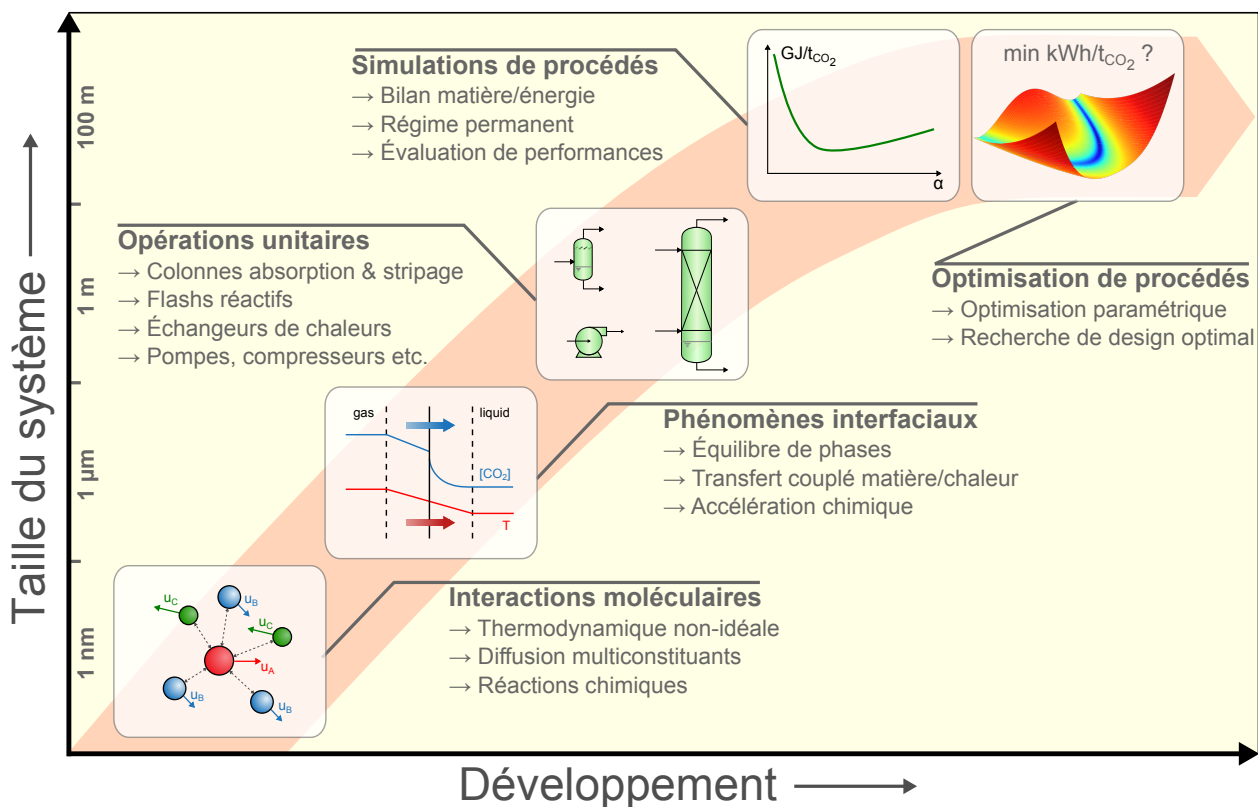 Taille du système
100 m
1 m
1 µm
1 nm
Simulations de procédés
→ Bilan matière/énergie
→ Régime permanent
→ Évaluation de performances
GJ/tCO2
α
min kWh/tCO2 ?
Optimisation de procédés
→ Optimisation paramétrique
→ Recherche de design optimal
Opérations unitaires
→ Colonnes absorption & stripage
→ Flashs réactifs
→ Échangeurs de chaleurs
→ Pompes, compresseurs etc.
gas
liquid
[CO2]
T
Phénomènes interfaciaux
→ Équilibre de phases
→ Transfert couplé matière/chaleur
→ Accélération chimique
uC
uB
uC
uA
uB
uB
Interactions moléculaires
→ Thermodynamique non-idéale
→ Diffusion multiconstituants
→ Réactions chimiques
Développement